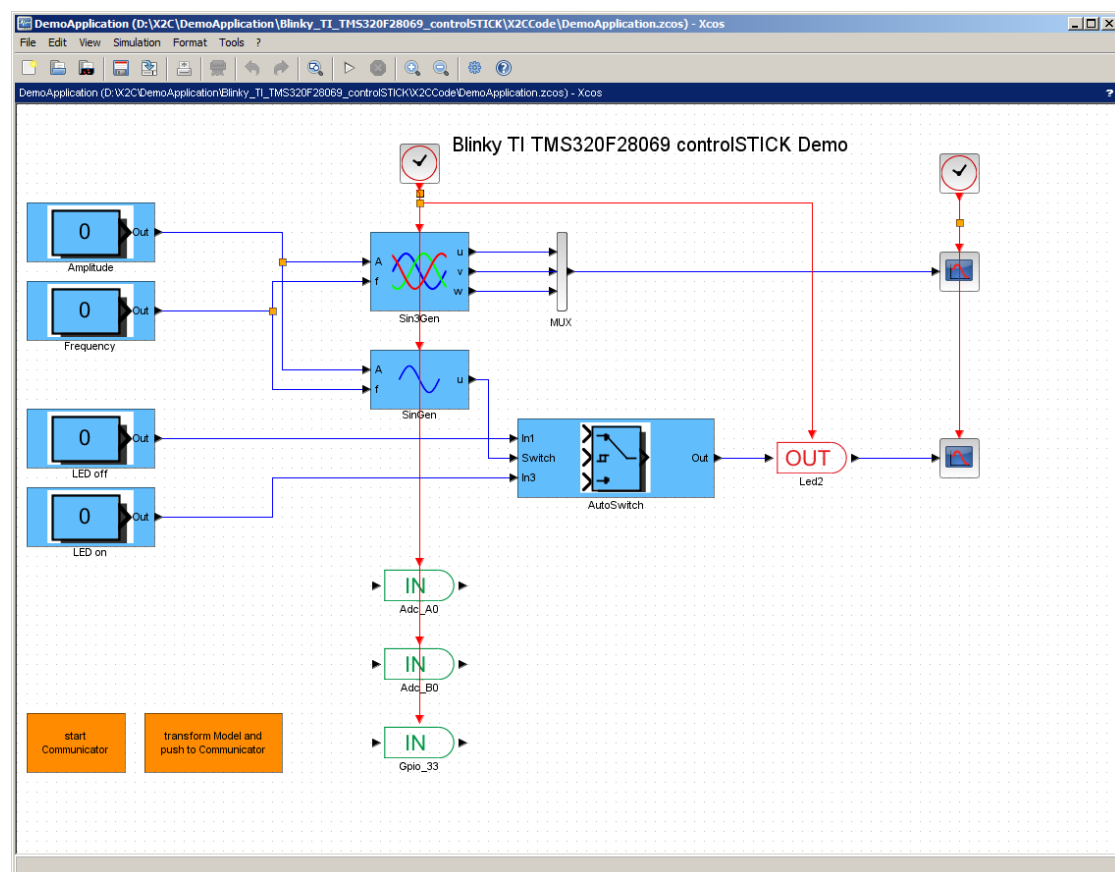 DemoApplication (D:\X2C\DemoApplication\Blinky_TI_TMS320F28069_controlSTICK\X2CCode\DemoApplication.zcos) - Xcos
File Edit View Simulation Format Tools ?
DemoApplication (D:\X2C\DemoApplication\Blinky_TI_TMS320F28069_controlSTICK\X2CCode\DemoApplication.zcos) - Xcos ?
Blinky TI TMS320F28069 controlSTICK Demo
0 Out
Amplitude
0 Out
Frequency
A u
f v
w
Sin3Gen
MUX
A u
f
SinGen
0 Out
LED off
0 Out
LED on
In1
Switch Out
In3
AutoSwitch
OUT
Led2
IN
Adc_A0
IN
Adc_B0
IN
Gpio_33
start
Communicator
transform Model and
push to Communicator